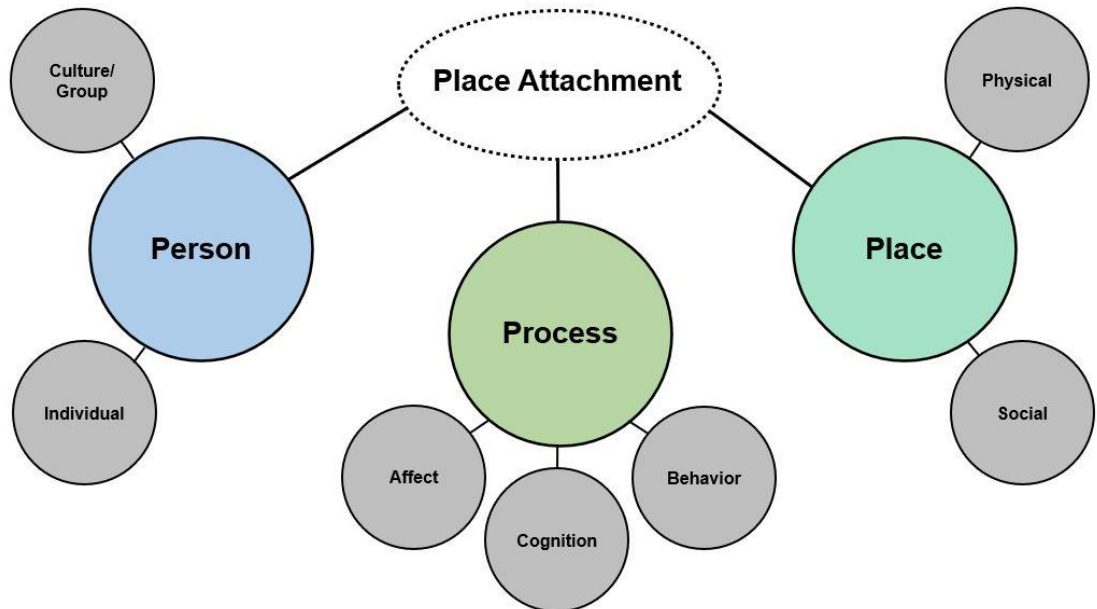 Place Attachment
Culture/
Group
Person
Individual
Process
Affect
Cognition
Behavior
Physical
Place
Social